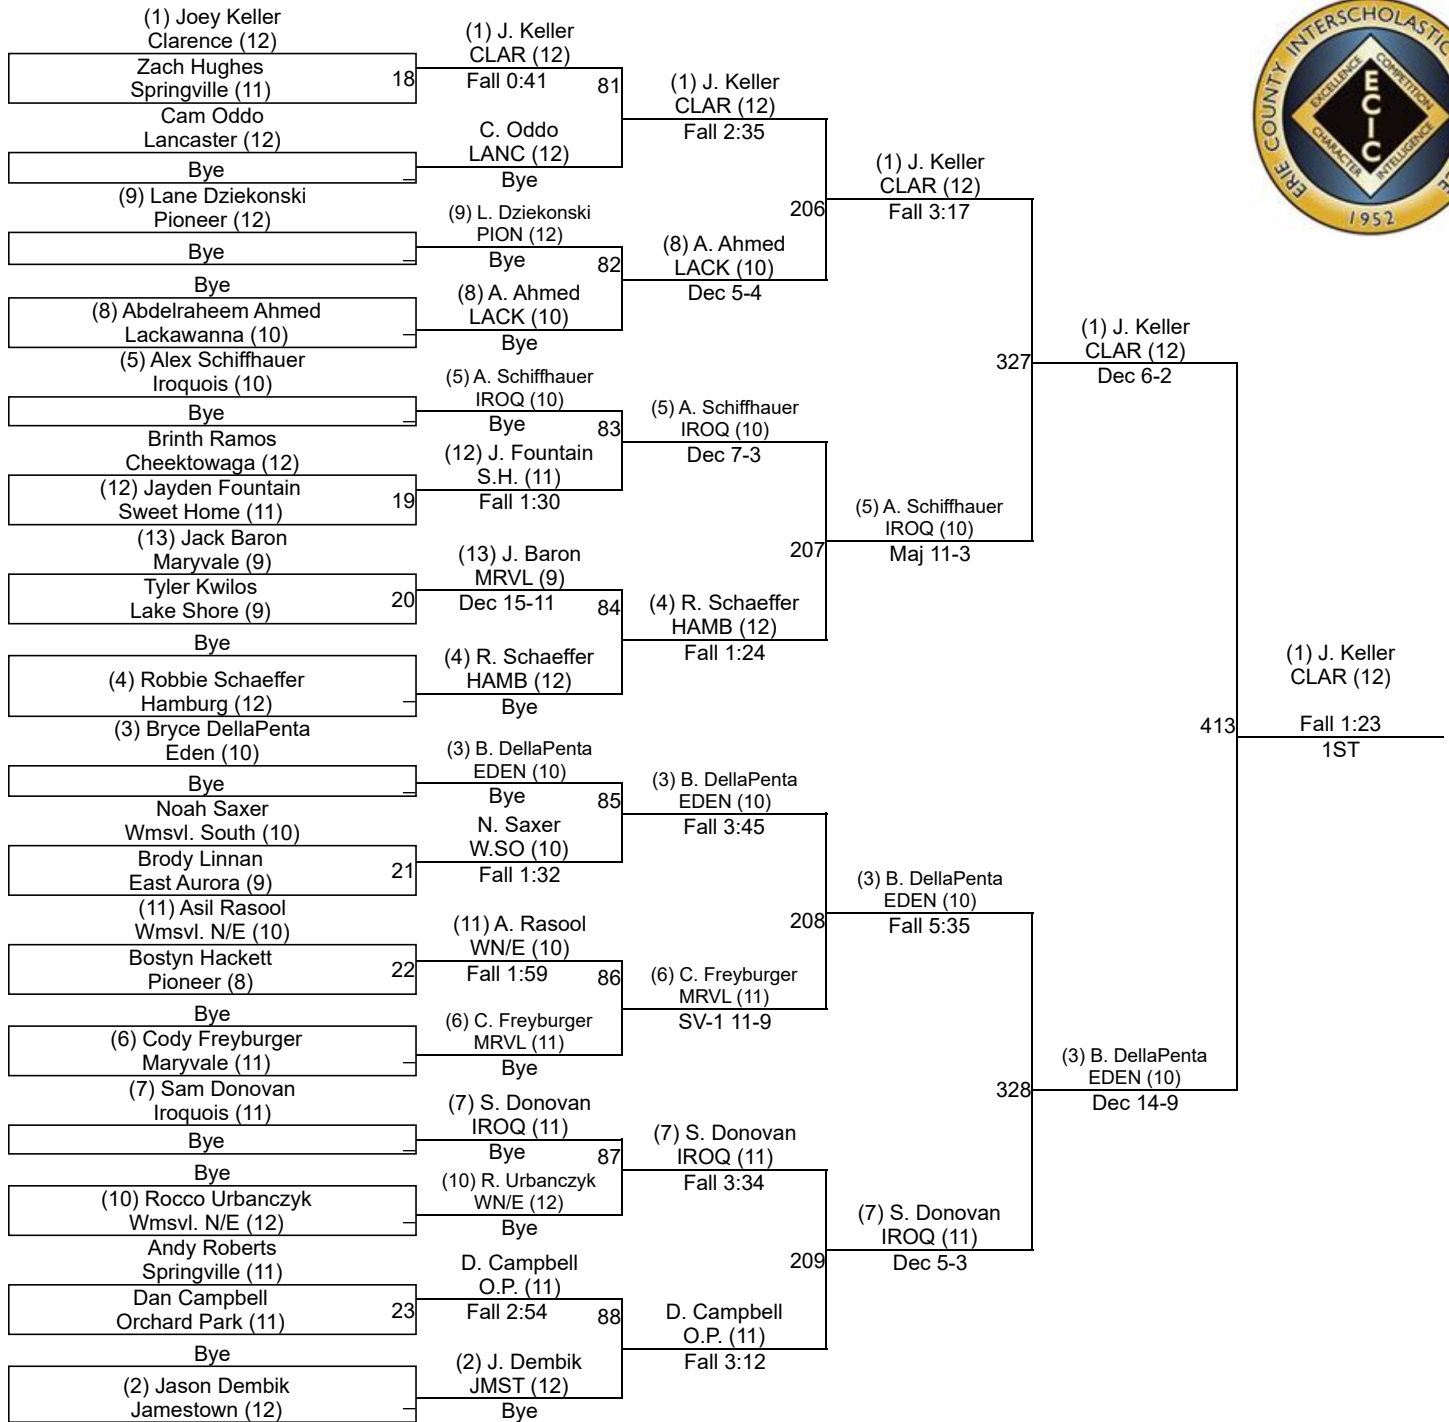 (1) Joey Keller
Clarence (12)
Zach Hughes
Springville (11)
18
Cam Oddo
Lancaster (12)
Bye
_
(9) Lane Dziekonski
Pioneer (12)
Bye
_
Bye
(8) Abdelraheem Ahmed
Lackawanna (10)
_
(5) Alex Schiffhauer
Iroquois (10)
Bye
_
Brinth Ramos
Cheektowaga (12)
(12) Jayden Fountain
Sweet Home (11)
19
(13) Jack Baron
Maryvale (9)
Tyler Kwilos
Lake Shore (9)
20
Bye
(4) Robbie Schaeffer
Hamburg (12)
_
(3) Bryce DellaPenta
Eden (10)
Bye
_
Noah Saxer
Wmsvl. South (10)
Brody Linnan
East Aurora (9)
21
(11) Asil Rasool
Wmsvl. N/E (10)
Bostyn Hackett
Pioneer (8)
22
Bye
(6) Cody Freyburger
Maryvale (11)
_
(7) Sam Donovan
Iroquois (11)
Bye
_
Bye
(10) Rocco Urbanczyk
Wmsvl. N/E (12)
_
Andy Roberts
Springville (11)
Dan Campbell
Orchard Park (11)
23
Bye
(2) Jason Dembik
Jamestown (12)
_
(1) J. Keller
CLAR (12)
Fall 0:41
81
C. Oddo
LANC (12)
Bye
(9) L. Dziekonski
PION (12)
Bye
82
(8) A. Ahmed
LACK (10)
Bye
(5) A. Schiffhauer
IROQ (10)
Bye
83
(12) J. Fountain
S.H. (11)
Fall 1:30
(13) J. Baron
MRVL (9)
Dec 15-11
84
(4) R. Schaeffer
HAMB (12)
Bye
(3) B. DellaPenta
EDEN (10)
Bye
85
N. Saxer
W.SO (10)
Fall 1:32
(11) A. Rasool
WN/E (10)
Fall 1:59
86
(6) C. Freyburger
MRVL (11)
Bye
(7) S. Donovan
IROQ (11)
Bye
87
(10) R. Urbanczyk
WN/E (12)
Bye
D. Campbell
O.P. (11)
Fall 2:54
88
(2) J. Dembik
JMST (12)
Bye
(1) J. Keller
CLAR (12)
Fall 2:35
206
(8) A. Ahmed
LACK (10)
Dec 5-4
(5) A. Schiffhauer
IROQ (10)
Dec 7-3
207
(4) R. Schaeffer
HAMB (12)
Fall 1:24
(3) B. DellaPenta
EDEN (10)
Fall 3:45
208
(6) C. Freyburger
MRVL (11)
SV-1 11-9
(7) S. Donovan
IROQ (11)
Fall 3:34
209
D. Campbell
O.P. (11)
Fall 3:12
(1) J. Keller
CLAR (12)
Fall 3:17
327
(5) A. Schiffhauer
IROQ (10)
Maj 11-3
(3) B. DellaPenta
EDEN (10)
Fall 5:35
328
(7) S. Donovan
IROQ (11)
Dec 5-3
(1) J. Keller
CLAR (12)
Dec 6-2
413
(3) B. DellaPenta
EDEN (10)
Dec 14-9
(1) J. Keller
CLAR (12)
Fall 1:23
1ST
ERIE COUNTY INTERSCHOLASTIC
EXCELLENCE
COMPETITION
CHARACTER
INTELLIGENCE
ECIC
1952